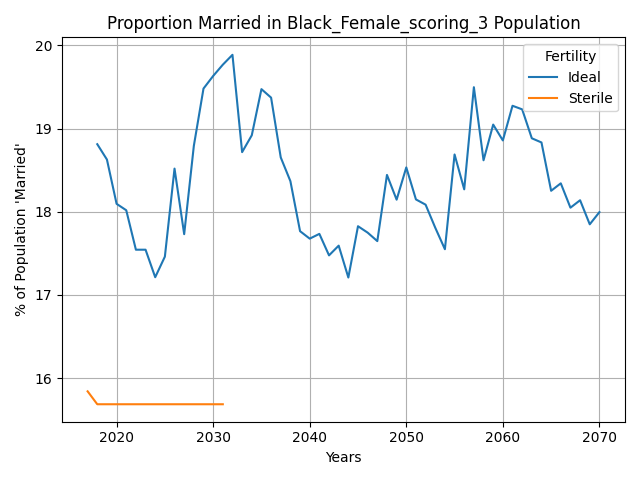 Proportion Married in Black_Female_scoring_3 Population
% of Population 'Married'
20
19
18
17
16
Fertility
Ideal
Sterile
2020 2030 2040 2050 2060 2070
Years